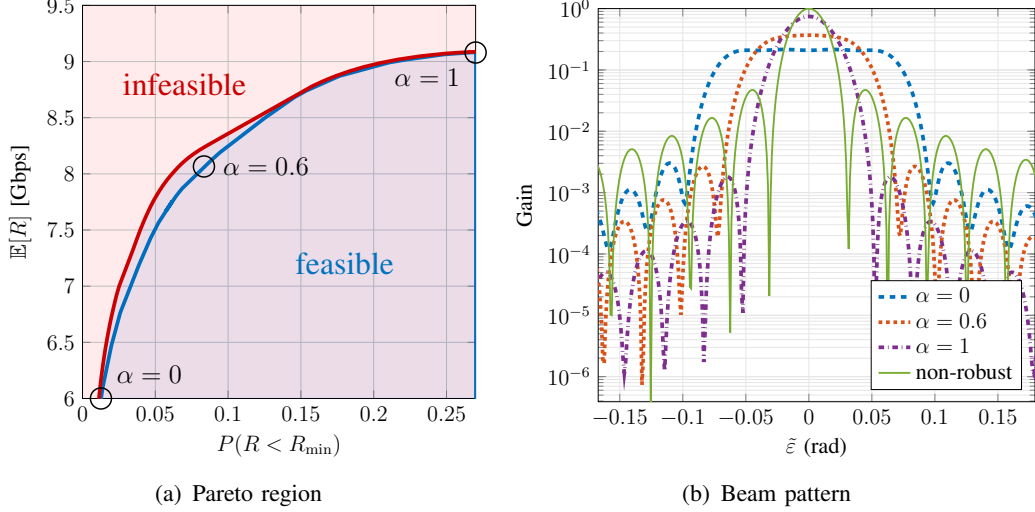 9.5
9
8.5
8
7.5
7
6.5
6
𝔼[R] [Gbps]
infeasible
α = 1
α = 0.6
feasible
α = 0
0 0.05 0.1 0.15 0.2 0.25
P(R < R_min)
(a) Pareto region
10^0
10^−1
10^−2
10^−3
10^−4
10^−5
10^−6
Gain
α = 0
α = 0.6
α = 1
non-robust
−0.15 −0.1 −0.05 0 0.05 0.1 0.15
ε̃ (rad)
(b) Beam pattern